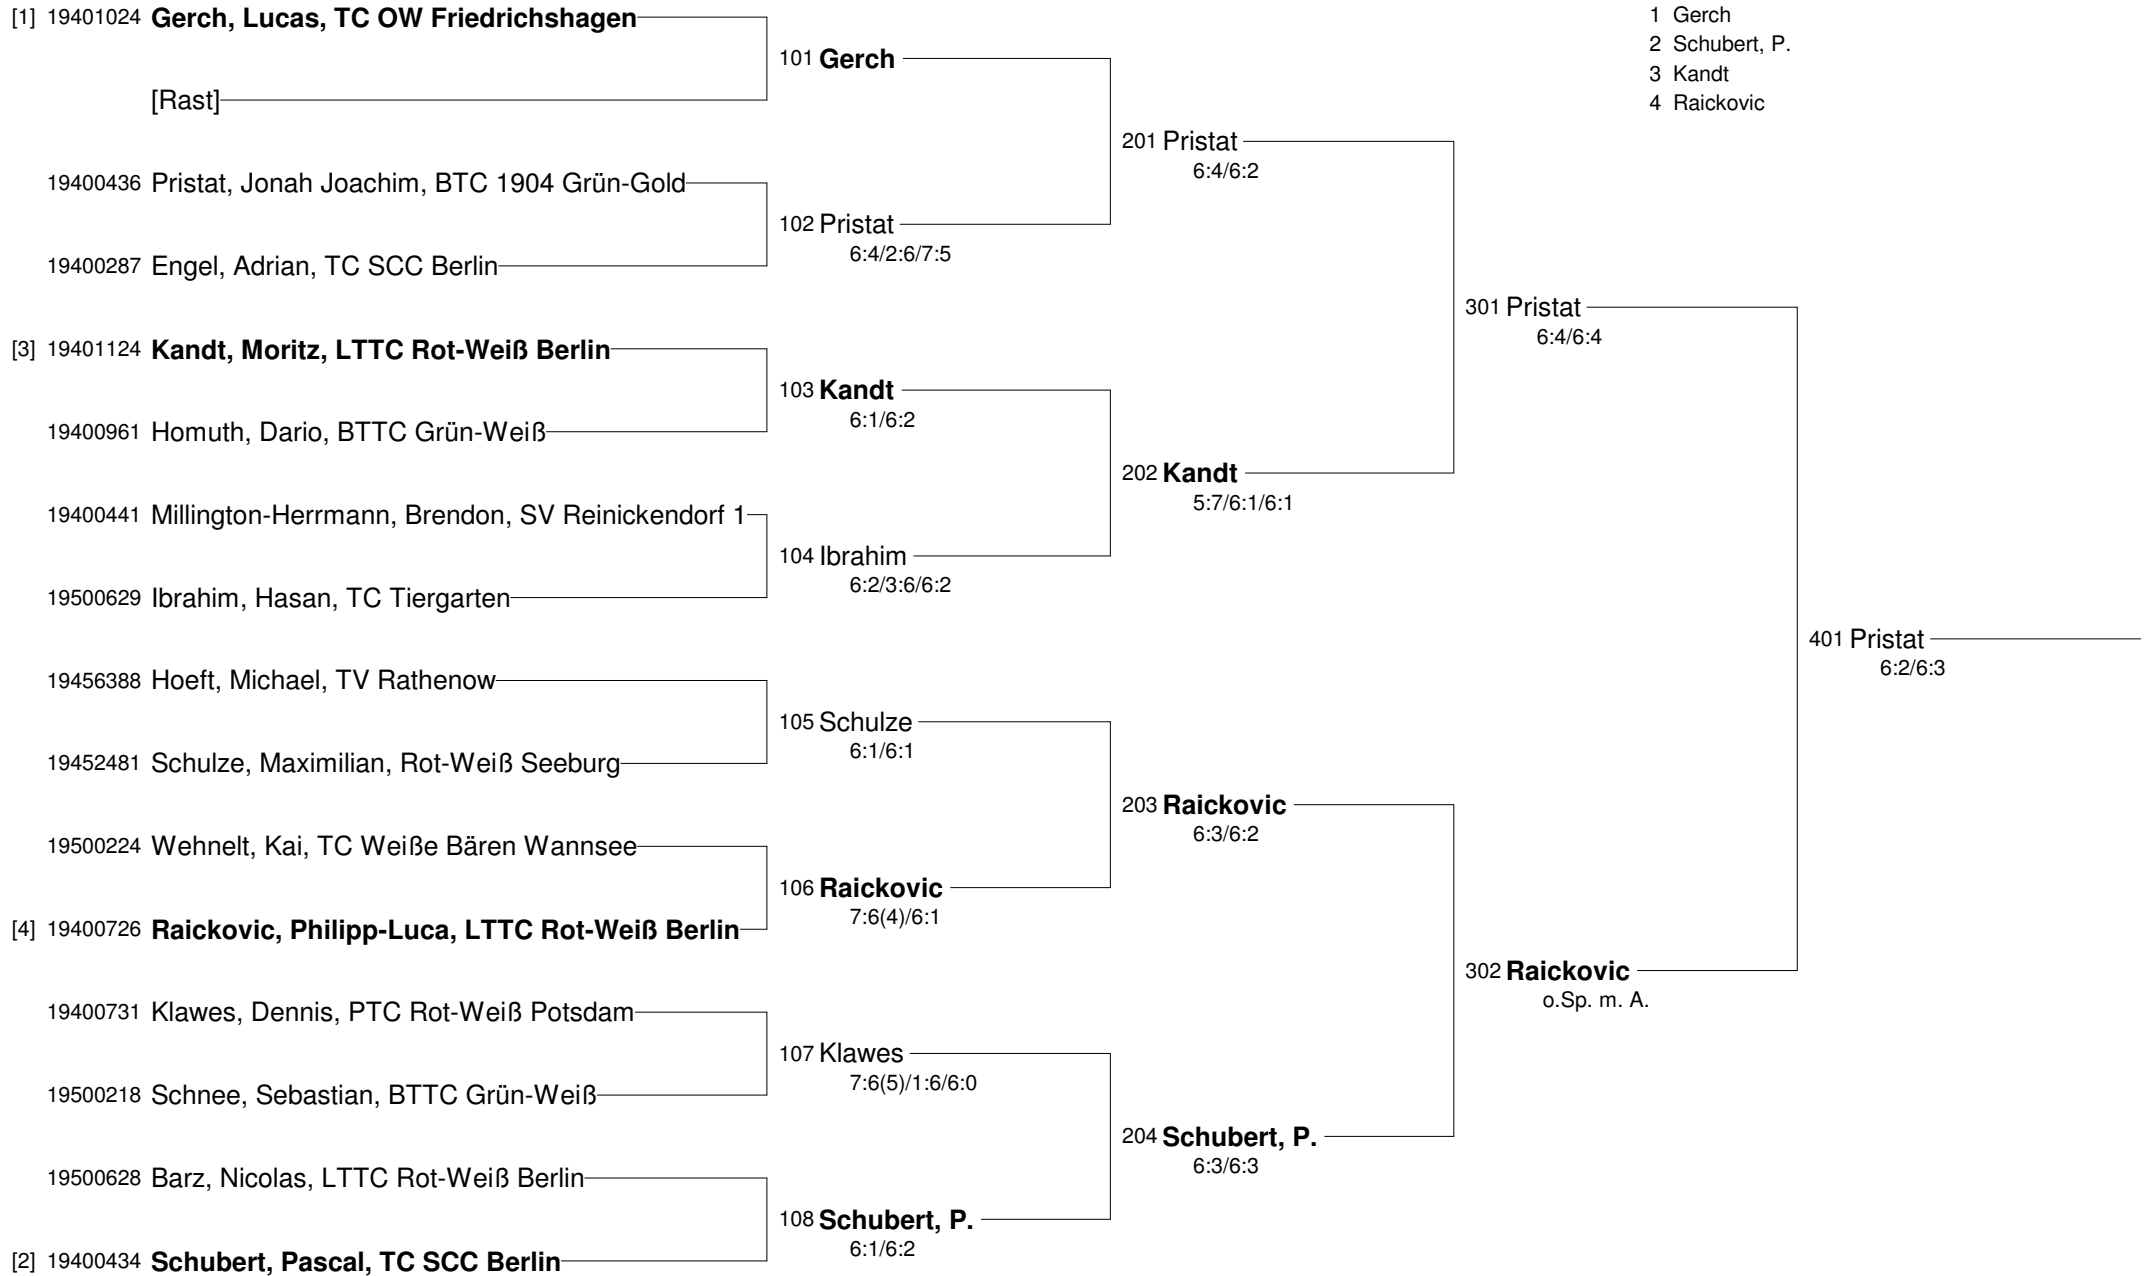 [1] 19401024 Gerch, Lucas, TC OW Friedrichshagen
[Rast]
19400436 Pristat, Jonah Joachim, BTC 1904 Grün-Gold
19400287 Engel, Adrian, TC SCC Berlin
[3] 19401124 Kandt, Moritz, LTTC Rot-Weiß Berlin
19400961 Homuth, Dario, BTTC Grün-Weiß
19400441 Millington-Herrmann, Brendon, SV Reinickendorf 1
19500629 Ibrahim, Hasan, TC Tiergarten
19456388 Hoeft, Michael, TV Rathenow
19452481 Schulze, Maximilian, Rot-Weiß Seeburg
19500224 Wehnelt, Kai, TC Weiße Bären Wannsee
[4] 19400726 Raickovic, Philipp-Luca, LTTC Rot-Weiß Berlin
19400731 Klawes, Dennis, PTC Rot-Weiß Potsdam
19500218 Schnee, Sebastian, BTTC Grün-Weiß
19500628 Barz, Nicolas, LTTC Rot-Weiß Berlin
[2] 19400434 Schubert, Pascal, TC SCC Berlin
101 Gerch
102 Pristat
6:4/2:6/7:5
103 Kandt
6:1/6:2
104 Ibrahim
6:2/3:6/6:2
105 Schulze
6:1/6:1
106 Raickovic
7:6(4)/6:1
107 Klawes
7:6(5)/1:6/6:0
108 Schubert, P.
6:1/6:2
201 Pristat
6:4/6:2
202 Kandt
5:7/6:1/6:1
203 Raickovic
6:3/6:2
204 Schubert, P.
6:3/6:3
301 Pristat
6:4/6:4
302 Raickovic
o.Sp. m. A.
401 Pristat
6:2/6:3
1 Gerch
2 Schubert, P.
3 Kandt
4 Raickovic